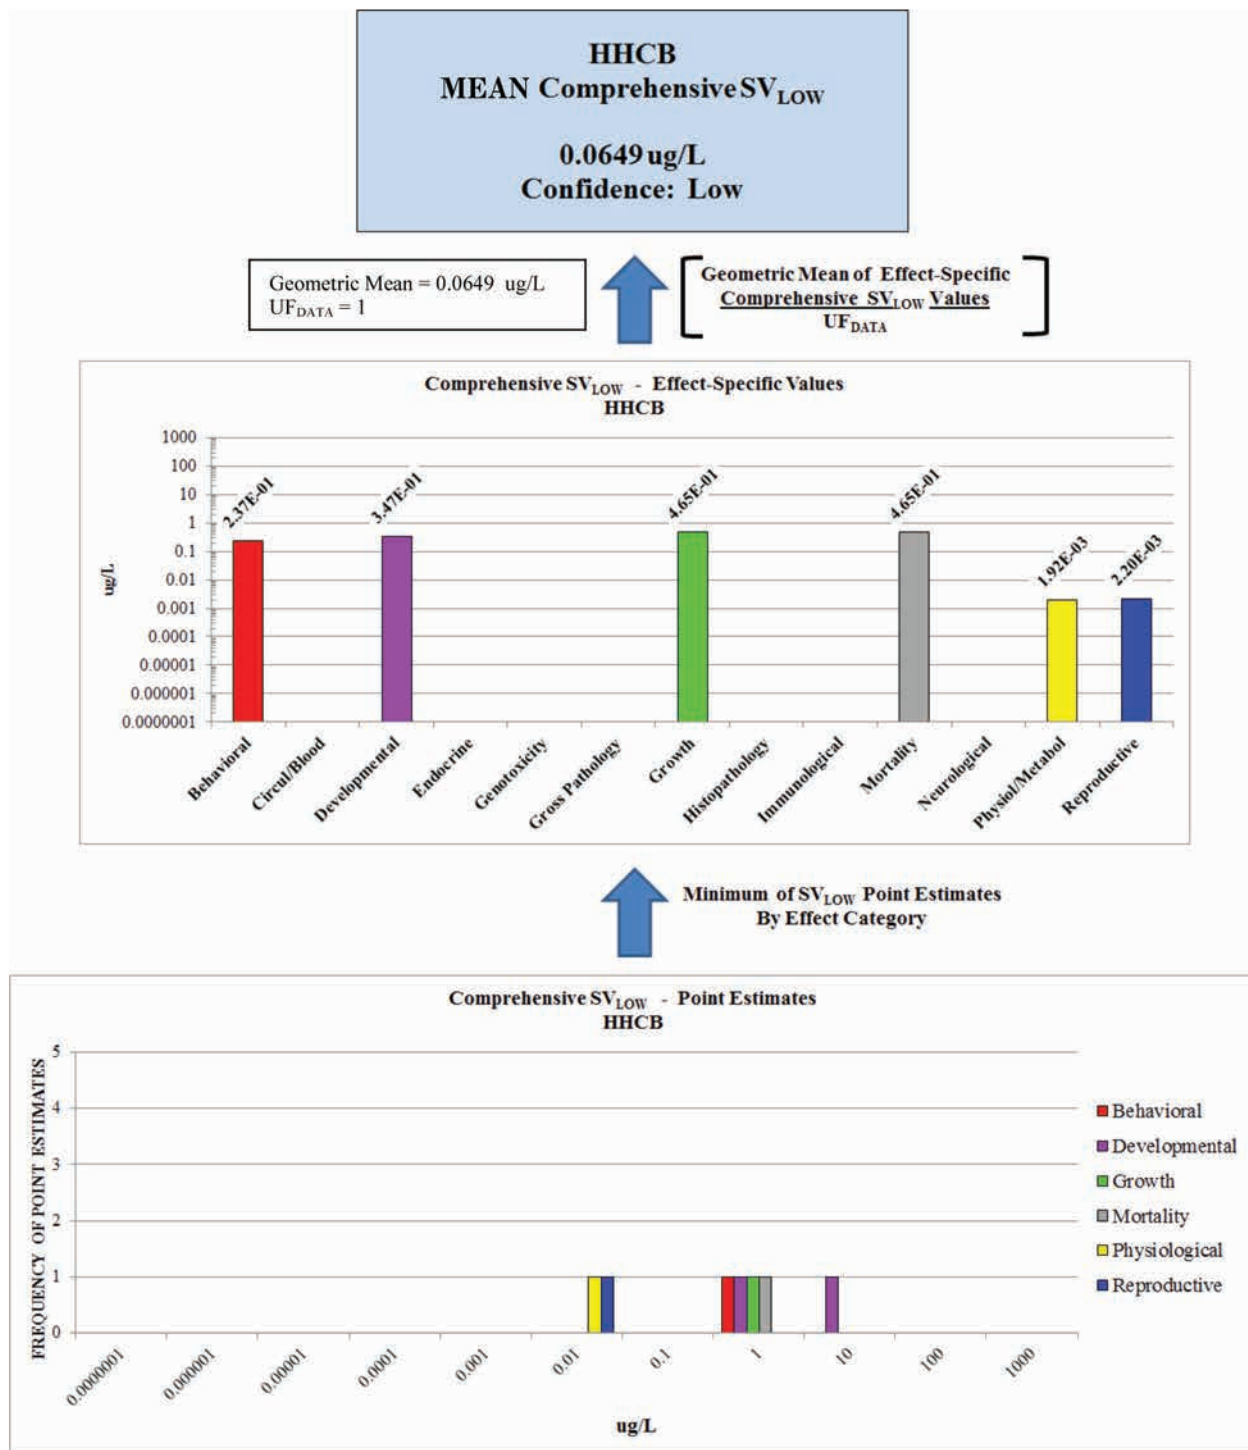 HHCB
MEAN Comprehensive SVLOW
0.0649 ug/L
Confidence: Low
Geometric Mean = 0.0649 ug/L
UFDATA = 1
Geometric Mean of Effect-Specific
Comprehensive SVLOW Values
UFDATA
Comprehensive SVLOW - Effect-Specific Values
HHCB
ug/L
1000
100
10
1
0.1
0.01
0.001
0.0001
0.00001
0.000001
0.0000001
2.37E-01
3.47E-01
4.65E-01
4.65E-01
1.92E-03
2.20E-03
Behavioral
Circul/Blood
Developmental
Endocrine
Genotoxicity
Gross Pathology
Growth
Histopathology
Immunological
Mortality
Neurological
Physiol/Metabol
Reproductive
Minimum of SVLOW Point Estimates
By Effect Category
Comprehensive SVLOW - Point Estimates
HHCB
FREQUENCY OF POINT ESTIMATES
5
4
3
2
1
0
0.0000001
0.000001
0.00001
0.0001
0.001
0.01
0.1
1
10
100
1000
ug/L
Behavioral
Developmental
Growth
Mortality
Physiological
Reproductive